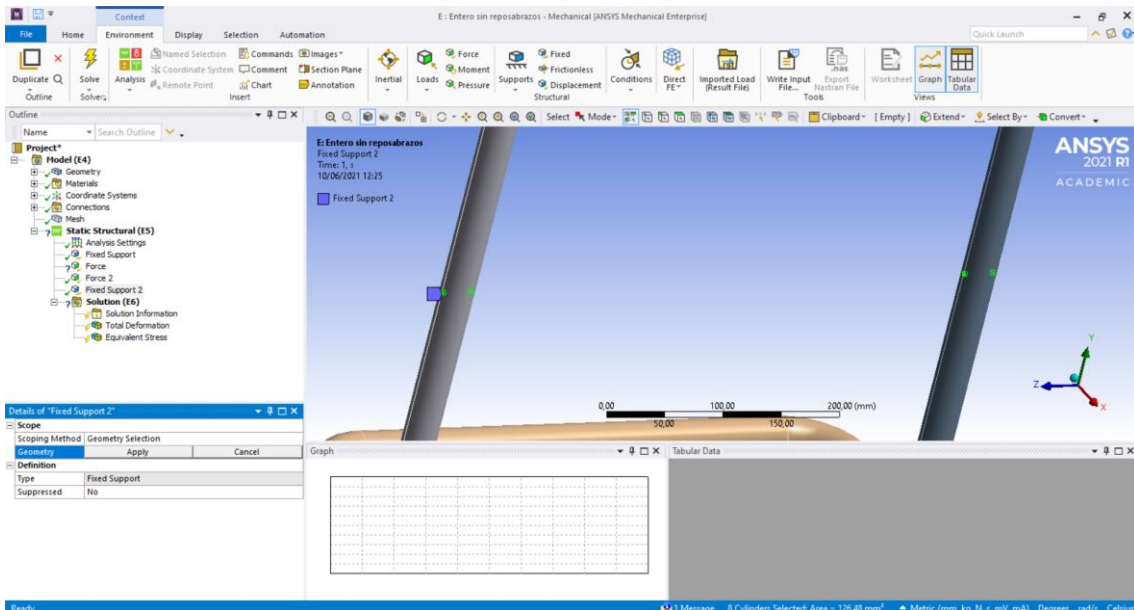 Context
E : Entero sin reposabrazos - Mechanical [ANSYS Mechanical Enterprise]
File Home Environment Display Selection Automation
Quick Launch
Duplicate
Outline
Solve
Solver
Analysis
Named Selection
Coordinate System
Remote Point
Commands
Comment
Chart
Images
Section Plane
Annotation
Insert
Inertial
Loads
Force
Moment
Pressure
Supports
Fixed
Frictionless
Displacement
Structural
Conditions
Direct FE
Imported Load (Result File)
Write Input File...
Export Nastran File
Tools
Worksheet
Graph
Tabular Data
Views
Outline
Name
Search Outline
Select Mode
Clipboard [Empty] Extend Select By Convert
Project*
Model (E4)
Geometry
Materials
Coordinate Systems
Connections
Mesh
Static Structural (E5)
Analysis Settings
Fixed Support
Force
Force 2
Fixed Support 2
Solution (E6)
Solution Information
Total Deformation
Equivalent Stress
E: Entero sin reposabrazos
Fixed Support 2
Time: 1, s
10/06/2021 12:25
Fixed Support 2
ANSYS
2021 R1
ACADEMIC
Y
Z
X
0,00 100,00 200,00 (mm)
50,00 150,00
Details of "Fixed Support 2"
Scope
Scoping Method Geometry Selection
Geometry Apply Cancel
Definition
Type Fixed Support
Suppressed No
Graph
Tabular Data
Ready
1 Message 8 Cylinders Selected: Area = 126,48 mm² Metric (mm, kg, N, s, mV, mA) Degrees rad/s Celsius